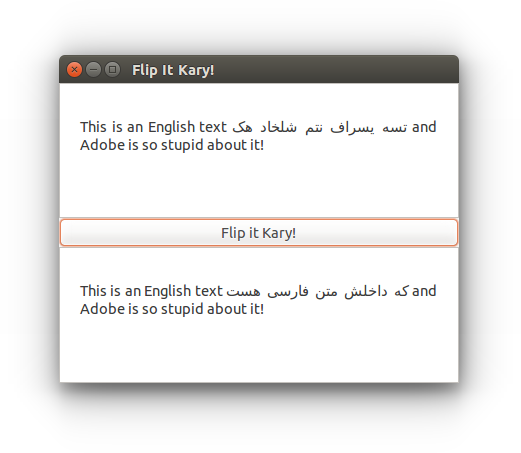 Flip It Kary!
This is an English text تسه یسراف نتم شلخاد هک and
Adobe is so stupid about it!
Flip it Kary!
This is an English text که داخلش متن فارسی هست and
Adobe is so stupid about it!